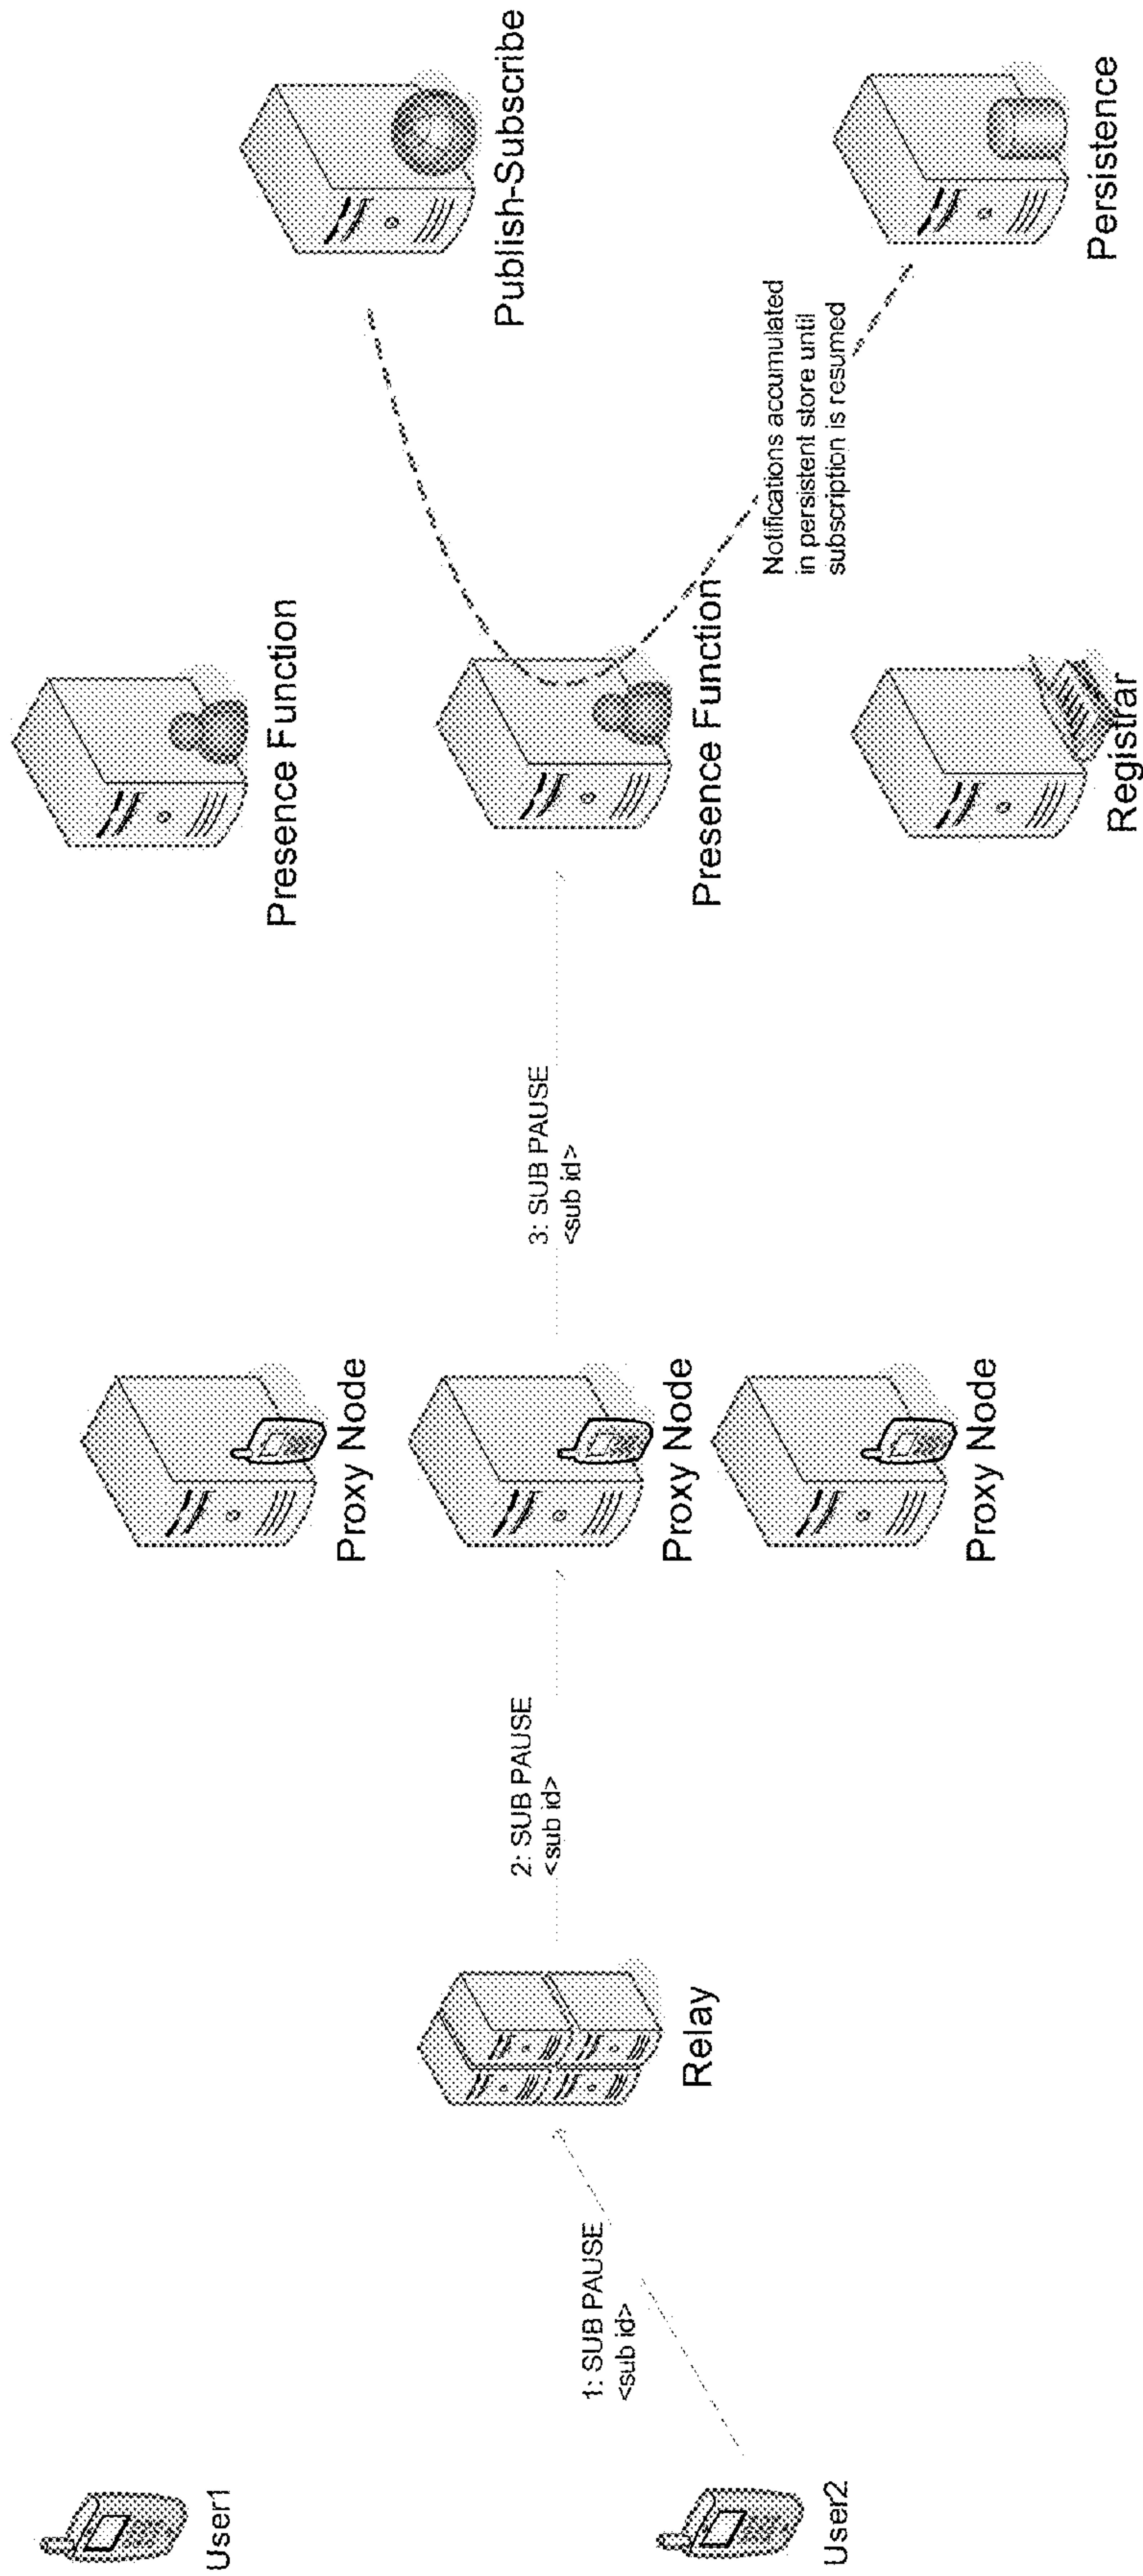 User1
User2
1: SUB PAUSE
<sub id>
Relay
2: SUB PAUSE
<sub id>
Proxy Node
Proxy Node
Proxy Node
3: SUB PAUSE
<sub id>
Presence Function
Presence Function
Registrar
Notifications accumulated
in persistent store until
subscription is resumed
Publish-Subscribe
Persistence